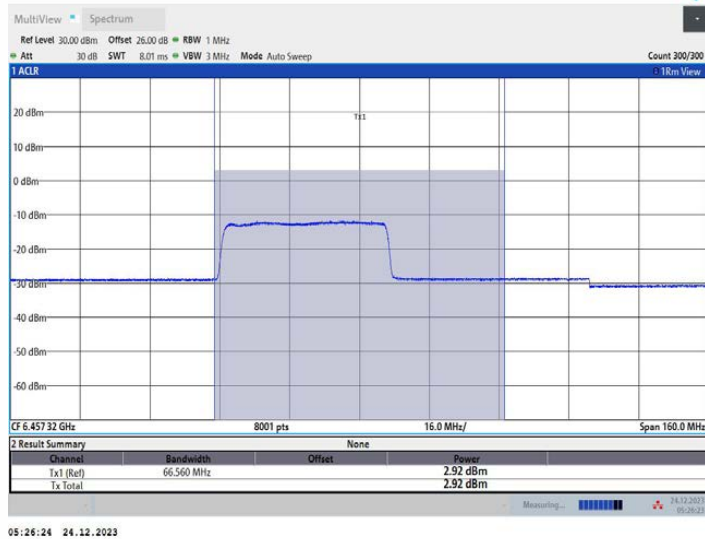 MultiView Spectrum
Ref Level 30.00 dBm Offset 26.00 dB RBW 1 MHz
Att 30 dB SWT 8.01 ms VBW 3 MHz Mode Auto Sweep Count 300/300
1 ACLR 1Rm View
Tx1
20 dBm
10 dBm
0 dBm
-10 dBm
-20 dBm
-30 dBm
-40 dBm
-50 dBm
-60 dBm
CF 6.457 32 GHz 8001 pts 16.0 MHz/ Span 160.0 MHz
2 Result Summary None
Channel Bandwidth Offset Power
Tx1 (Ref) 66.560 MHz 2.92 dBm
Tx Total 2.92 dBm
Measuring... 24.12.2023
05:26:23
05:26:24 24.12.2023